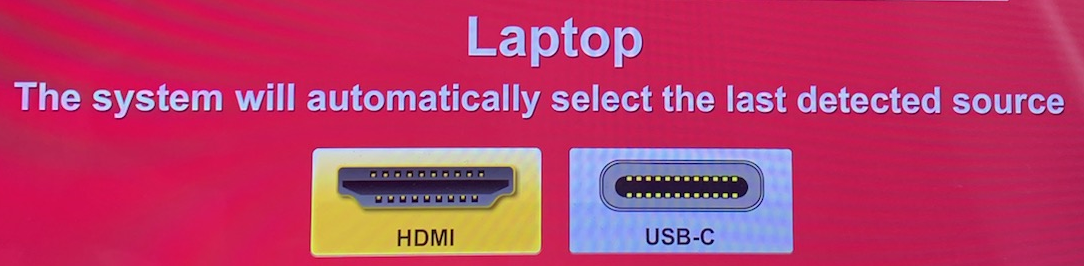 Laptop
The system will automatically select the last detected source
HDMI
USB-C